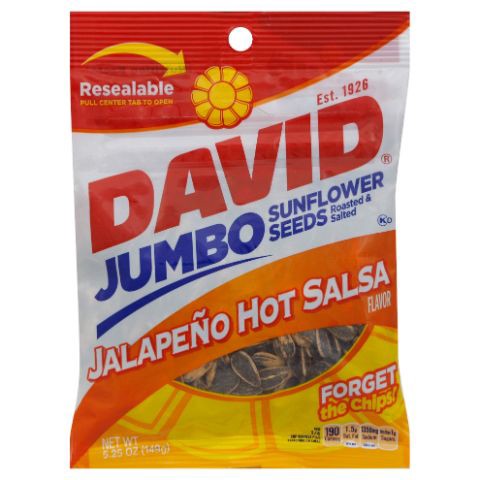 Resealable
PULL CENTER TAB TO OPEN
Est. 1926
DAVID®
JUMBO
SUNFLOWER
SEEDS
Roasted &
Salted
K
JALAPEÑO HOT SALSA
FLAVOR
FORGET
the Chips!
NET WT
5.25 OZ (149g)
190